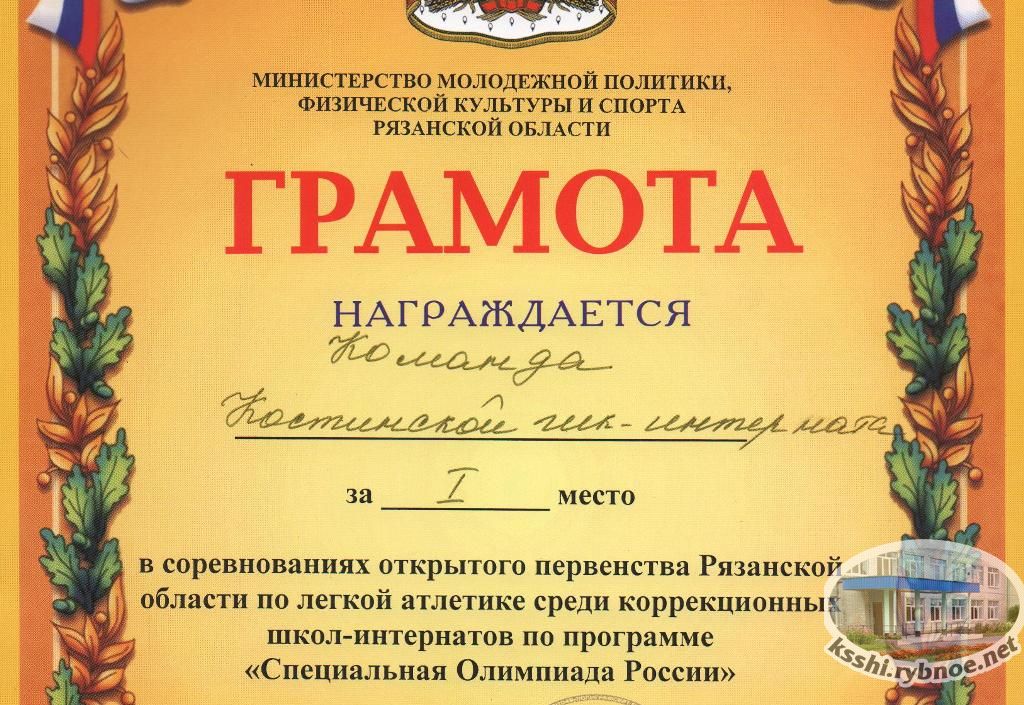 МИНИСТЕРСТВО МОЛОДЕЖНОЙ ПОЛИТИКИ,
ФИЗИЧЕСКОЙ КУЛЬТУРЫ И СПОРТА
РЯЗАНСКОЙ ОБЛАСТИ
ГРАМОТА
НАГРАЖДАЕТСЯ
Команда
Костинской шк-интерната
за I место
в соревнованиях открытого первенства Рязанской
области по легкой атлетике среди коррекционных
школ-интернатов по программе
«Специальная Олимпиада России»
ksshi.rybnoe.net